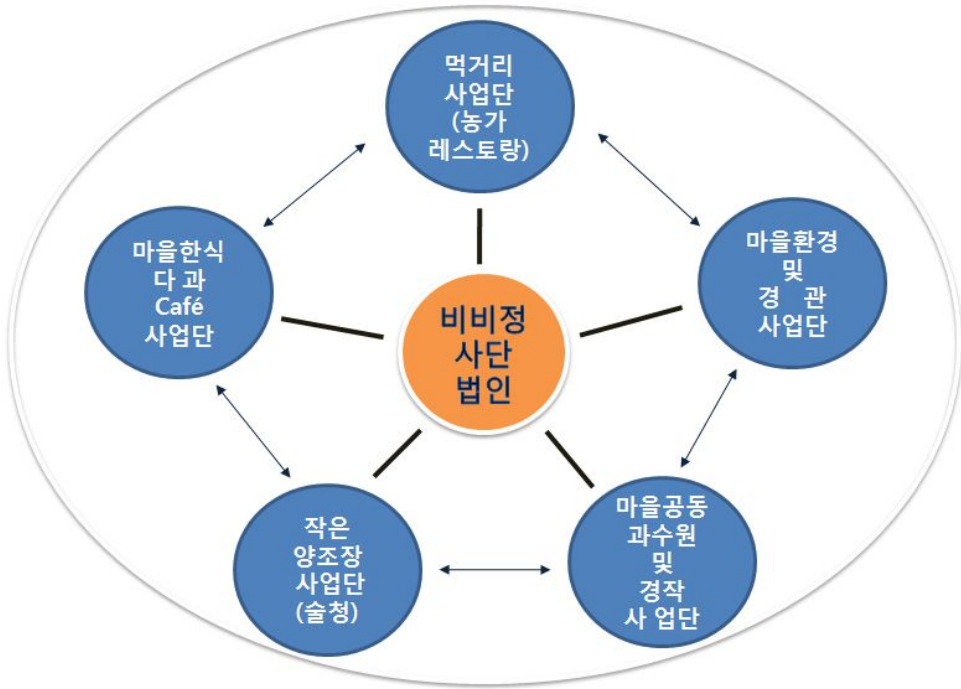 먹거리
사업단
(농가
레스토랑)
마을한식
다 과
Café
사업단
마을환경
및
경 관
사업단
비비정
사단
법인
작은
양조장
사업단
(술청)
마을공동
과수원
및
경작
사 업단